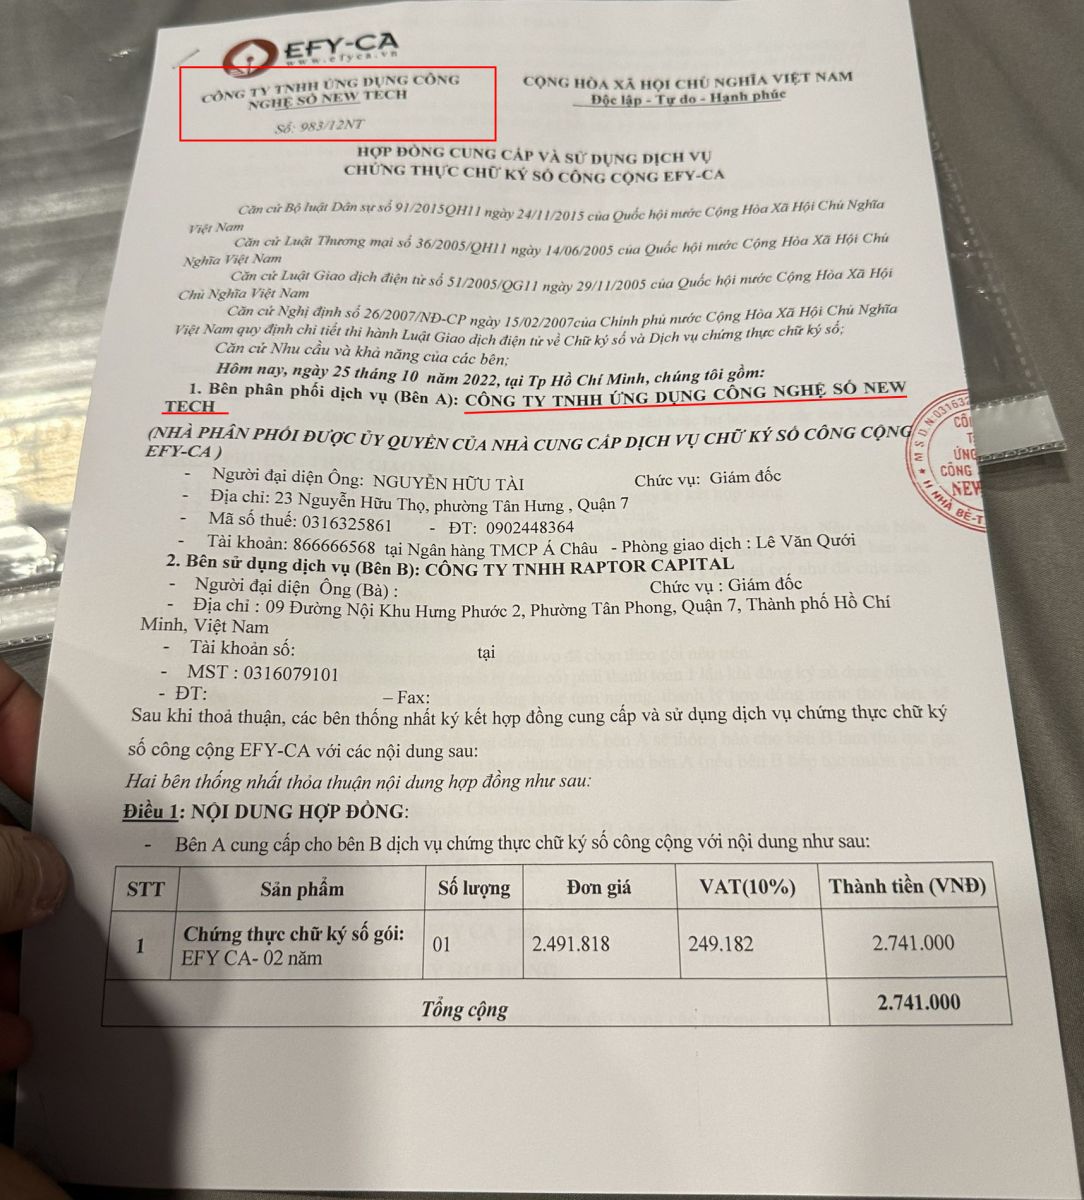 EFY-CA
www.efyca.vn
CÔNG TY TNHH ỨNG DỤNG CÔNG
NGHỆ SỐ NEW TECH
Số: 983/12NT
CỘNG HÒA XÃ HỘI CHỦ NGHĨA VIỆT NAM
Độc lập - Tự do - Hạnh phúc
HỢP ĐỒNG CUNG CẤP VÀ SỬ DỤNG DỊCH VỤ
CHỨNG THỰC CHỮ KÝ SỐ CÔNG CỘNG EFY-CA
Căn cứ Bộ luật Dân sự số 91/2015QH11 ngày 24/11/2015 của Quốc hội nước Cộng Hòa Xã Hội Chủ Nghĩa
Việt Nam
Căn cứ Luật Thương mại số 36/2005/QH11 ngày 14/06/2005 của Quốc hội nước Cộng Hòa Xã Hội Chủ
Nghĩa Việt Nam
Căn cứ Luật Giao dịch điện tử số 51/2005/QG11 ngày 29/11/2005 của Quốc hội nước Cộng Hòa Xã Hội
Chủ Nghĩa Việt Nam
Căn cứ Nghị định số 26/2007/NĐ-CP ngày 15/02/2007của Chính phủ nước Cộng Hòa Xã Hội Chủ Nghĩa
Việt Nam quy định chi tiết thi hành Luật Giao dịch điện tử về Chữ ký số và Dịch vụ chứng thực chữ ký số;
Căn cứ Nhu cầu và khả năng của các bên;
Hôm nay, ngày 25 tháng 10 năm 2022, tại Tp Hồ Chí Minh, chúng tôi gồm:
1. Bên phân phối dịch vụ (Bên A): CÔNG TY TNHH ỨNG DỤNG CÔNG NGHỆ SỐ NEW
TECH
(NHÀ PHÂN PHỐI ĐƯỢC ỦY QUYỀN CỦA NHÀ CUNG CẤP DỊCH VỤ CHỮ KÝ SỐ CÔNG CỘNG
EFY-CA )
- Người đại diện Ông: NGUYỄN HỮU TÀI Chức vụ: Giám đốc
- Địa chỉ: 23 Nguyễn Hữu Thọ, phường Tân Hưng , Quận 7
- Mã số thuế: 0316325861 - ĐT: 0902448364
- Tài khoản: 866666568 tại Ngân hàng TMCP Á Châu - Phòng giao dịch : Lê Văn Quới
M.S.D.N:03163
CÔ
T
ỨNG
CÔNG
NEW
H NHÀ BÈ-T
2. Bên sử dụng dịch vụ (Bên B): CÔNG TY TNHH RAPTOR CAPITAL
- Người đại diện Ông (Bà) : Chức vụ : Giám đốc
- Địa chỉ : 09 Đường Nội Khu Hưng Phước 2, Phường Tân Phong, Quận 7, Thành phố Hồ Chí
Minh, Việt Nam
- Tài khoản số: tại
- MST : 0316079101
- ĐT: – Fax:
Sau khi thoả thuận, các bên thống nhất ký kết hợp đồng cung cấp và sử dụng dịch vụ chứng thực chữ ký
số công cộng EFY-CA với các nội dung sau:
Hai bên thống nhất thỏa thuận nội dung hợp đồng như sau:
Điều 1: NỘI DUNG HỢP ĐỒNG:
- Bên A cung cấp cho bên B dịch vụ chứng thực chữ ký số công cộng với nội dung như sau:
STT Sản phẩm Số lượng Đơn giá VAT(10%) Thành tiền (VNĐ)
1 Chứng thực chữ ký số gói: 01 2.491.818 249.182 2.741.000
EFY CA- 02 năm
Tổng cộng 2.741.000